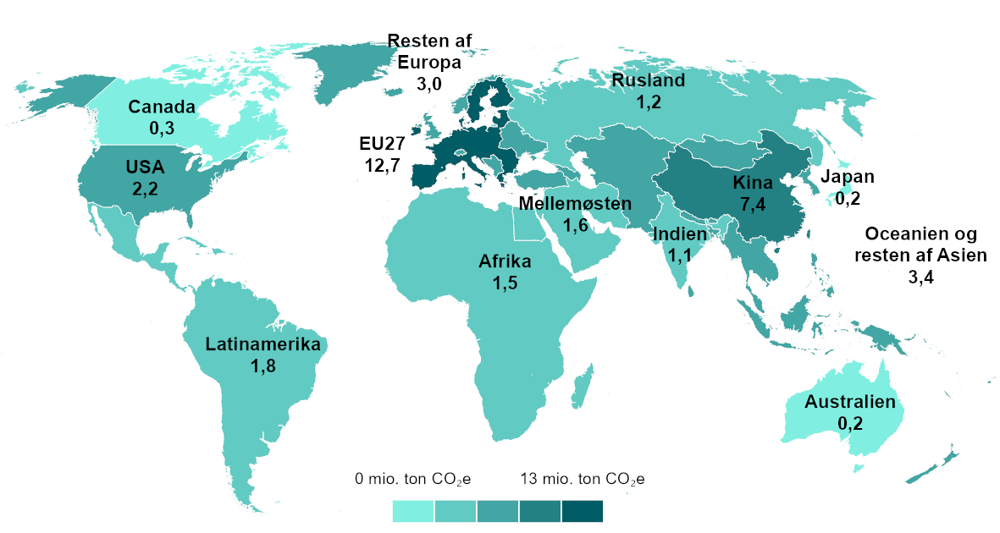 Resten af
Europa
3,0
Rusland
1,2
Canada
0,3
EU27
12,7
USA
2,2
Kina
7,4
Japan
0,2
Mellemøsten
1,6
Indien
1,1
Oceanien og
resten af Asien
3,4
Afrika
1,5
Latinamerika
1,8
Australien
0,2
0 mio. ton CO₂e
13 mio. ton CO₂e